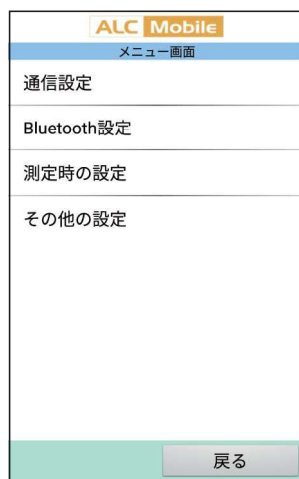 ALC Mobile
メニュー画面
通信設定
Bluetooth設定
測定時の設定
その他の設定
戻る